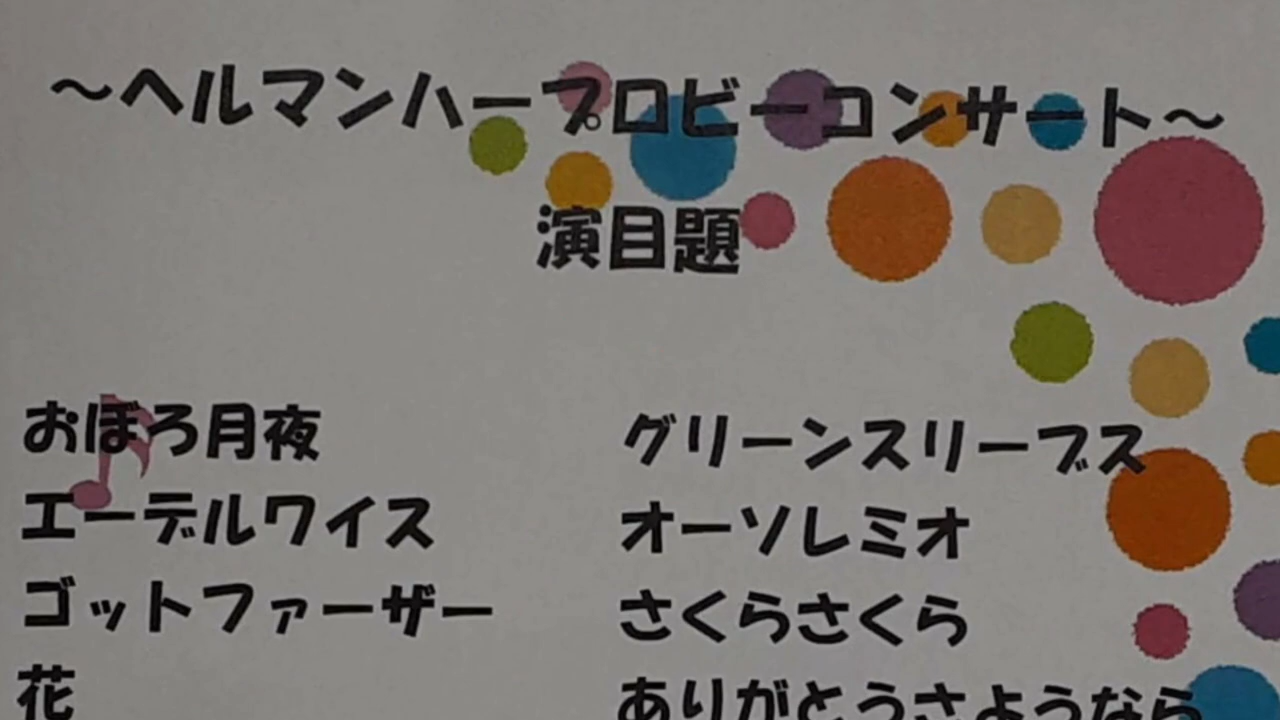 ～ヘルマンハープロビーコンサート～
演目題
おぼろ月夜
エーデルワイス
ゴットファーザー
花
グリーンスリーブス
オーソレミオ
さくらさくら
ありがとうさようなら